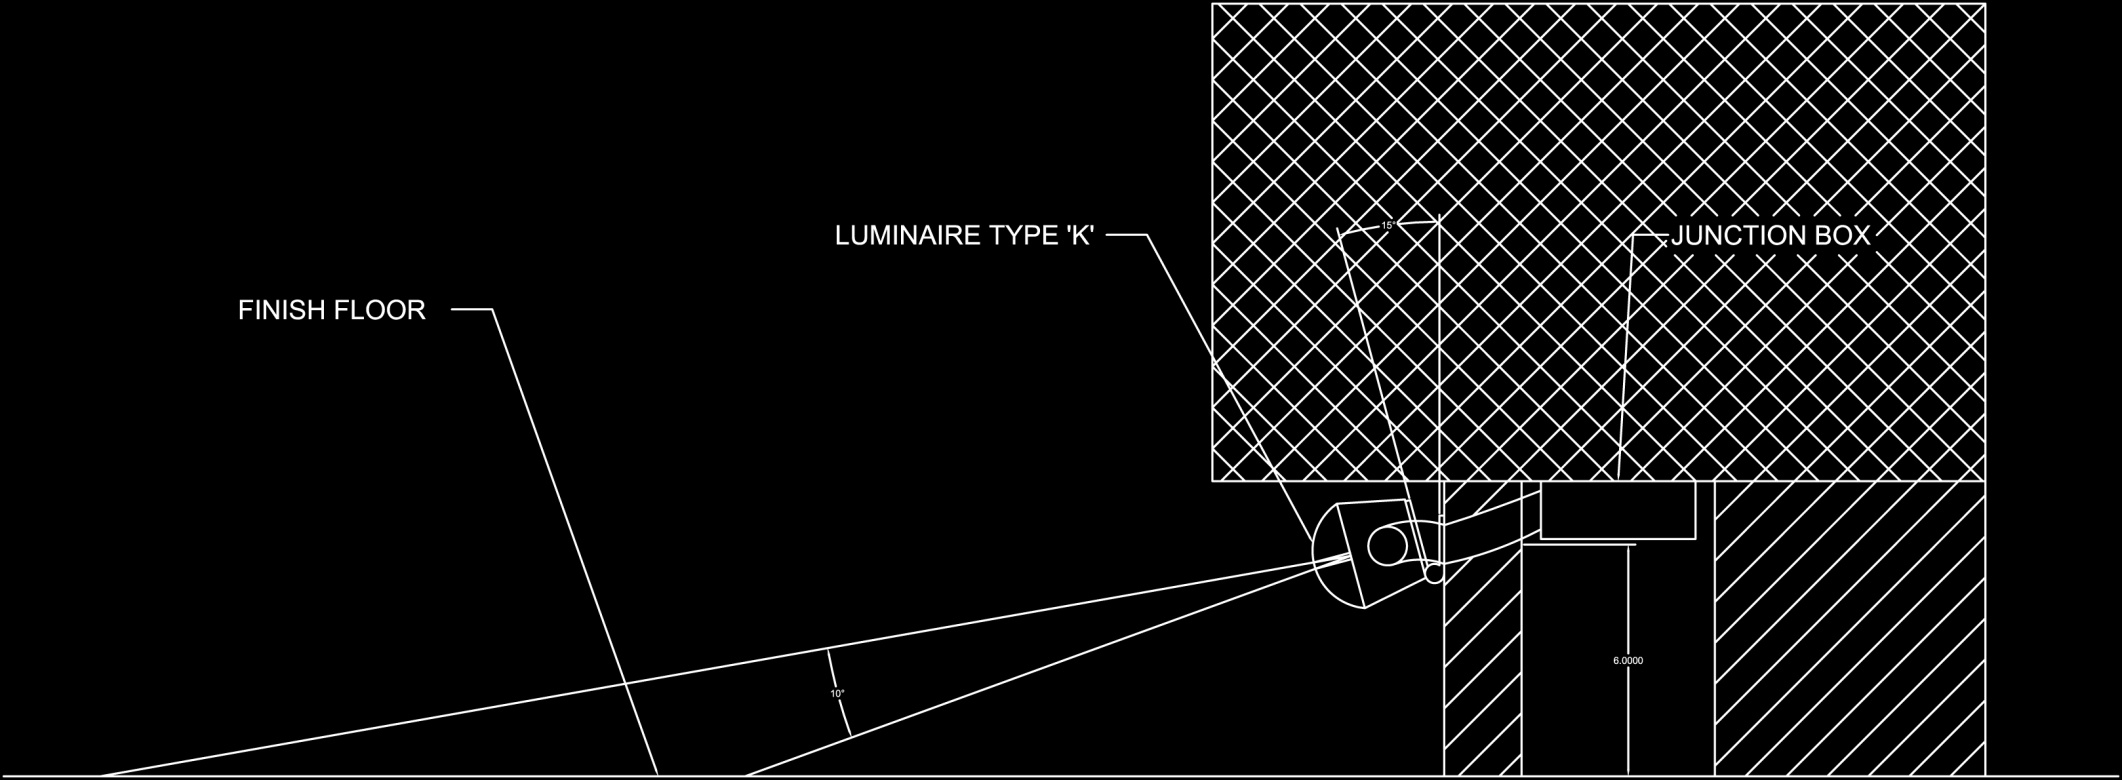 15°
LUMINAIRE TYPE 'K'
JUNCTION BOX
FINISH FLOOR
6.0000
10°